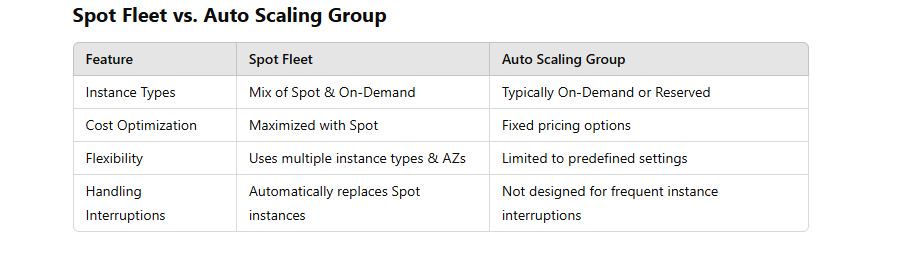 Spot Fleet vs. Auto Scaling Group
Feature Spot Fleet Auto Scaling Group
Instance Types Mix of Spot & On-Demand Typically On-Demand or Reserved
Cost Optimization Maximized with Spot Fixed pricing options
Flexibility Uses multiple instance types & AZs Limited to predefined settings
Handling Automatically replaces Spot Not designed for frequent instance
Interruptions instances interruptions